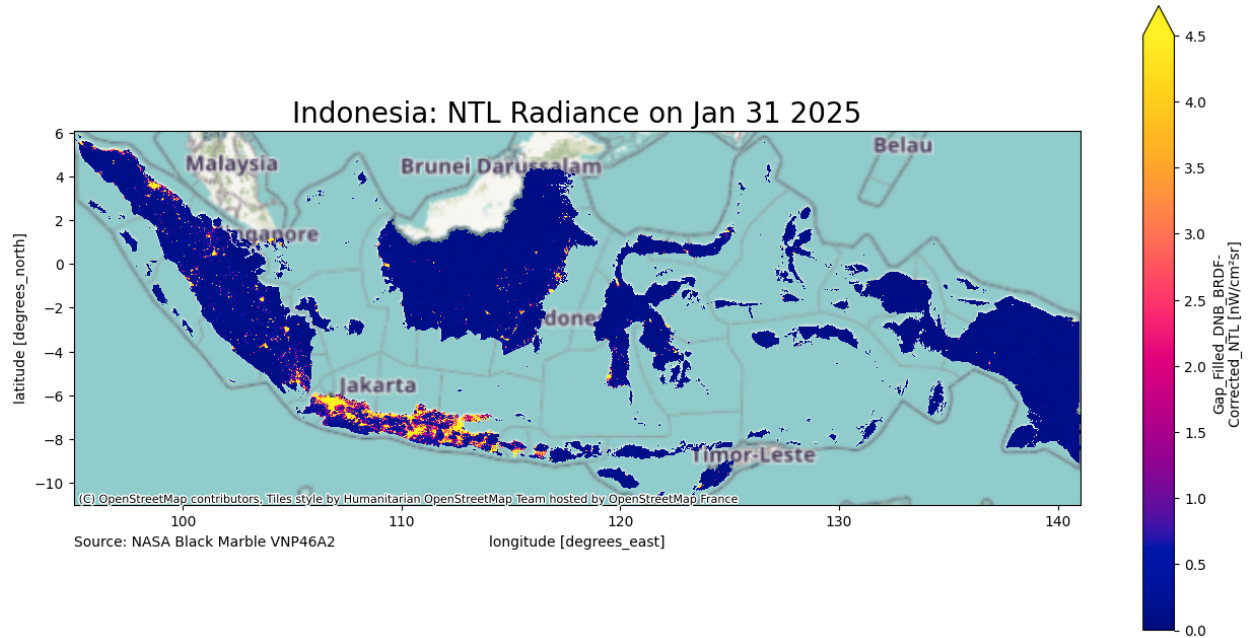 Indonesia: NTL Radiance on Jan 31 2025
6
4
2
0
−2
−4
−6
−8
−10
latitude [degrees_north]
Malaysia
Brunei Darussalam
Belau
Jakarta
Timor-Leste
(C) OpenStreetMap contributors, Tiles style by Humanitarian OpenStreetMap Team hosted by OpenStreetMap France
100
110
120
130
140
Source: NASA Black Marble VNP46A2
longitude [degrees_east]
4.5
4.0
3.5
3.0
2.5
2.0
1.5
1.0
0.5
0.0
Gap_Filled_DNB_BRDF-
Corrected_NTL [nW/cm²sr]